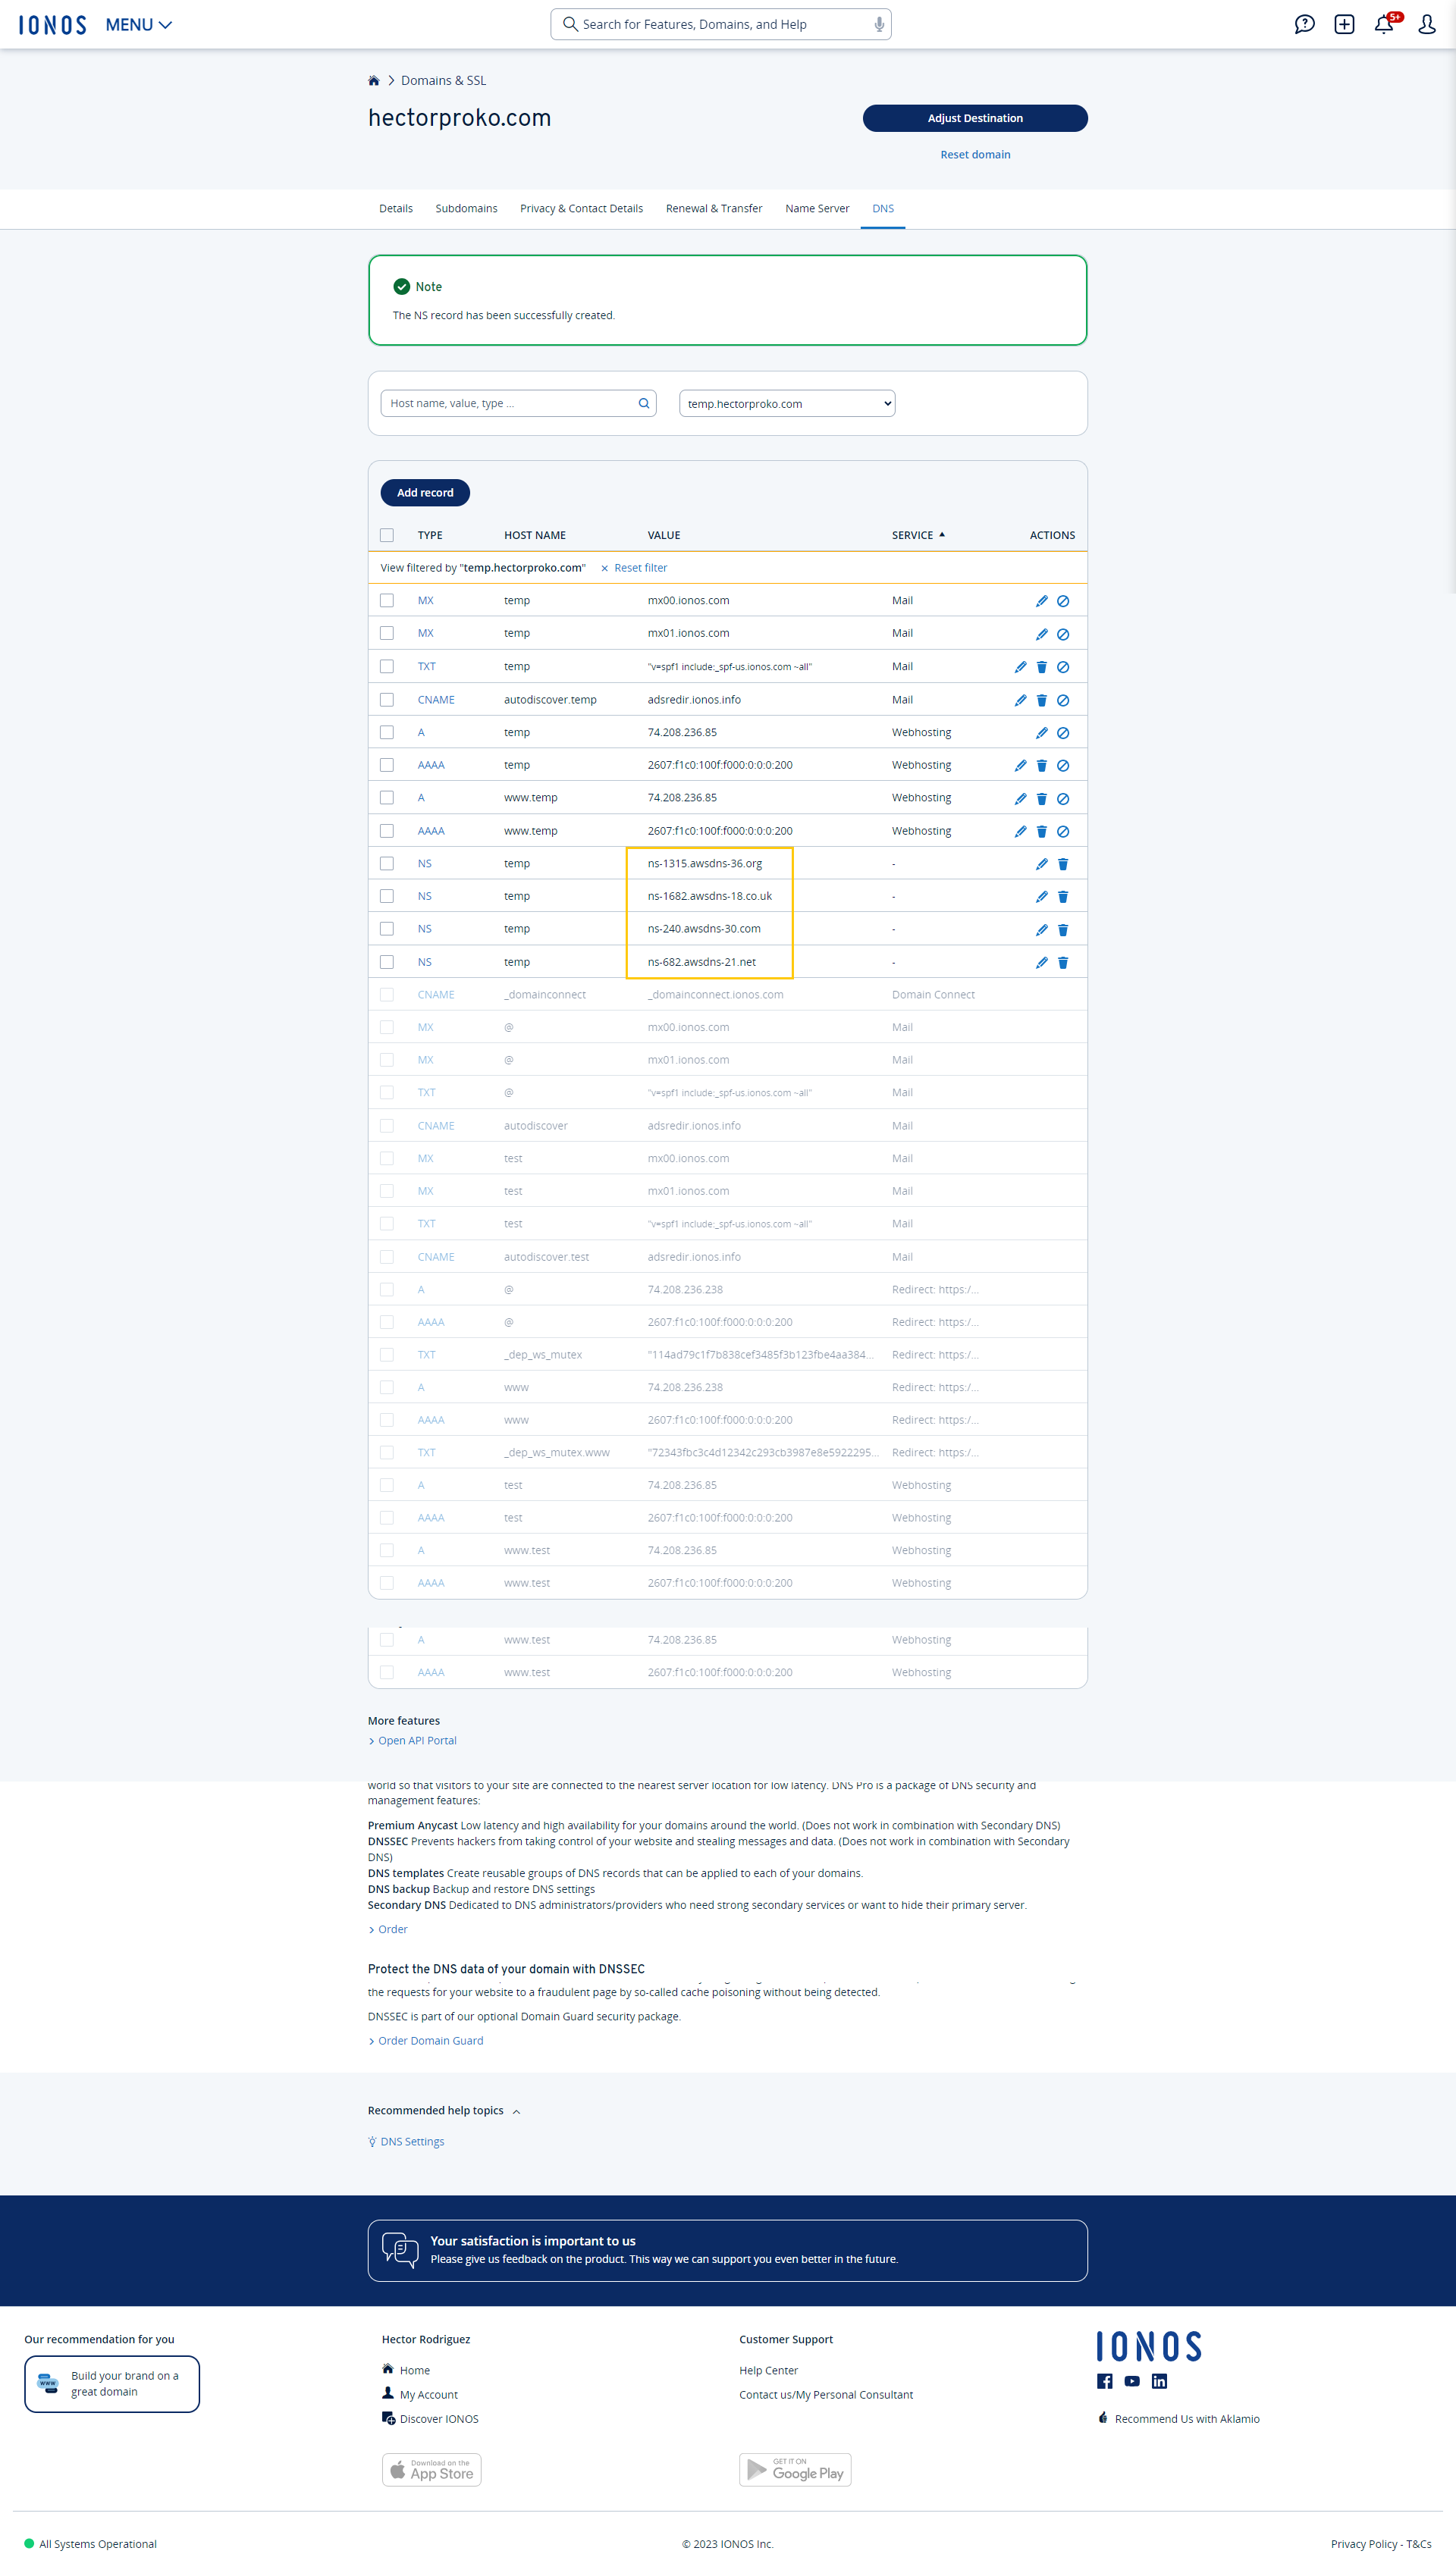 IONOS MENU Search for Features, Domains, and Help 5+
Domains & SSL
hectorproko.com Adjust Destination
Reset domain
Details Subdomains Privacy & Contact Details Renewal & Transfer Name Server DNS
Note
The NS record has been successfully created.
Host name, value, type ... temp.hectorproko.com
Add record
TYPE HOST NAME VALUE SERVICE ACTIONS
View filtered by "temp.hectorproko.com" × Reset filter
MX temp mx00.ionos.com Mail
MX temp mx01.ionos.com Mail
TXT temp "v=spf1 include:_spf-us.ionos.com ~all" Mail
CNAME autodiscover.temp adsredir.ionos.info Mail
A temp 74.208.236.85 Webhosting
AAAA temp 2607:f1c0:100f:f000:0:0:0:200 Webhosting
A www.temp 74.208.236.85 Webhosting
AAAA www.temp 2607:f1c0:100f:f000:0:0:0:200 Webhosting
NS temp ns-1315.awsdns-36.org -
NS temp ns-1682.awsdns-18.co.uk -
NS temp ns-240.awsdns-30.com -
NS temp ns-682.awsdns-21.net -
CNAME _domainconnect _domainconnect.ionos.com Domain Connect
MX @ mx00.ionos.com Mail
MX @ mx01.ionos.com Mail
TXT @ "v=spf1 include:_spf-us.ionos.com ~all" Mail
CNAME autodiscover adsredir.ionos.info Mail
MX test mx00.ionos.com Mail
MX test mx01.ionos.com Mail
TXT test "v=spf1 include:_spf-us.ionos.com ~all" Mail
CNAME autodiscover.test adsredir.ionos.info Mail
A @ 74.208.236.238 Redirect: https:/...
AAAA @ 2607:f1c0:100f:f000:0:0:0:200 Redirect: https:/...
TXT _dep_ws_mutex "114ad79c1f7b838cef3485f3b123fbe4aa384... Redirect: https:/...
A www 74.208.236.238 Redirect: https:/...
AAAA www 2607:f1c0:100f:f000:0:0:0:200 Redirect: https:/...
TXT _dep_ws_mutex.www "72343fbc3c4d12342c293cb3987e8e5922295... Redirect: https:/...
A test 74.208.236.85 Webhosting
AAAA test 2607:f1c0:100f:f000:0:0:0:200 Webhosting
A www.test 74.208.236.85 Webhosting
AAAA www.test 2607:f1c0:100f:f000:0:0:0:200 Webhosting
A www.test 74.208.236.85 Webhosting
AAAA www.test 2607:f1c0:100f:f000:0:0:0:200 Webhosting
More features
Open API Portal
world so that visitors to your site are connected to the nearest server location for low latency. DNS Pro is a package of DNS security and
management features:
Premium Anycast Low latency and high availability for your domains around the world. (Does not work in combination with Secondary DNS)
DNSSEC Prevents hackers from taking control of your website and stealing messages and data. (Does not work in combination with Secondary
DNS)
DNS templates Create reusable groups of DNS records that can be applied to each of your domains.
DNS backup Backup and restore DNS settings
Secondary DNS Dedicated to DNS administrators/providers who need strong secondary services or want to hide their primary server.
Order
Protect the DNS data of your domain with DNSSEC
the requests for your website to a fraudulent page by so-called cache poisoning without being detected.
DNSSEC is part of our optional Domain Guard security package.
Order Domain Guard
Recommended help topics
DNS Settings
Your satisfaction is important to us
Please give us feedback on the product. This way we can support you even better in the future.
Our recommendation for you
Build your brand on a
great domain
Hector Rodriguez
Home
My Account
Discover IONOS
Download on the
App Store
Customer Support
Help Center
Contact us/My Personal Consultant
GET IT ON
Google Play
IONOS
Recommend Us with Aklamio
All Systems Operational © 2023 IONOS Inc. Privacy Policy - T&Cs